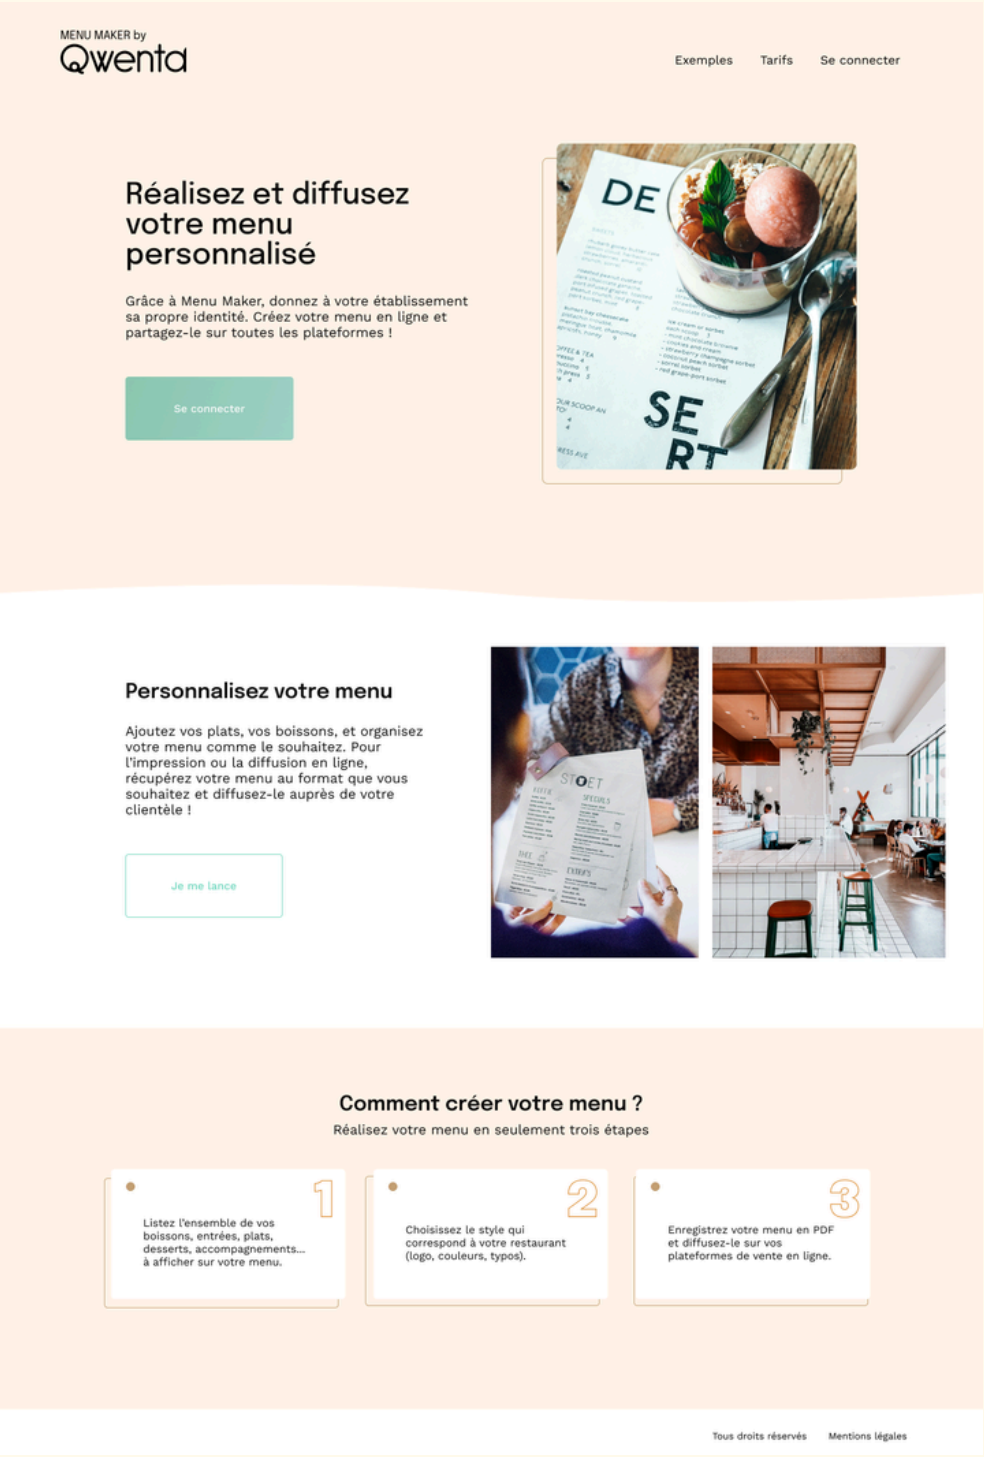 MENU MAKER by
Qwenta
Exemples Tarifs Se connecter
Réalisez et diffusez
votre menu
personnalisé
Grâce à Menu Maker, donnez à votre établissement
sa propre identité. Créez votre menu en ligne et
partagez-le sur toutes les plateformes !
Se connecter
DE
SE
RT
Personnalisez votre menu
Ajoutez vos plats, vos boissons, et organisez
votre menu comme le souhaitez. Pour
l'impression ou la diffusion en ligne,
récupérez votre menu au format que vous
souhaitez et diffusez-le auprès de votre
clientèle !
Je me lance
SPECIALS
EXTRAS
Comment créer votre menu ?
Réalisez votre menu en seulement trois étapes
1
Listez l'ensemble de vos
boissons, entrées, plats,
desserts, accompagnements...
à afficher sur votre menu.
2
Choisissez le style qui
correspond à votre restaurant
(logo, couleurs, typos).
3
Enregistrez votre menu en PDF
et diffusez-le sur vos
plateformes de vente en ligne.
Tous droits réservés Mentions légales